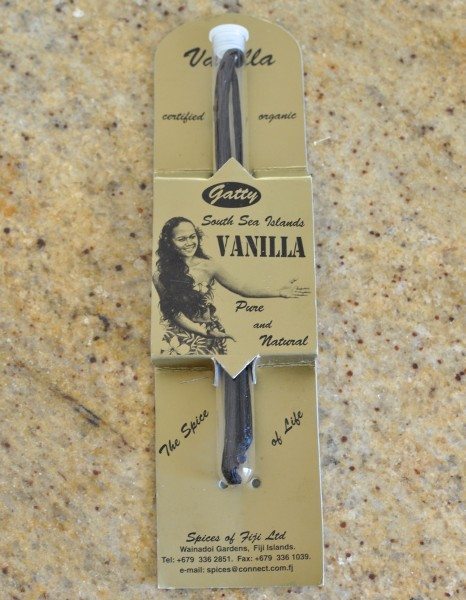 Vanilla
certified organic
Gatty
South Sea Islands
VANILLA
Pure
and
Natural
The Spice of Life
Spices of Fiji Ltd
Wainadoi Gardens, Fiji Islands.
Tel: +679 336 2851. Fax: +679 336 1039.
e-mail: spices@connect.com.fj